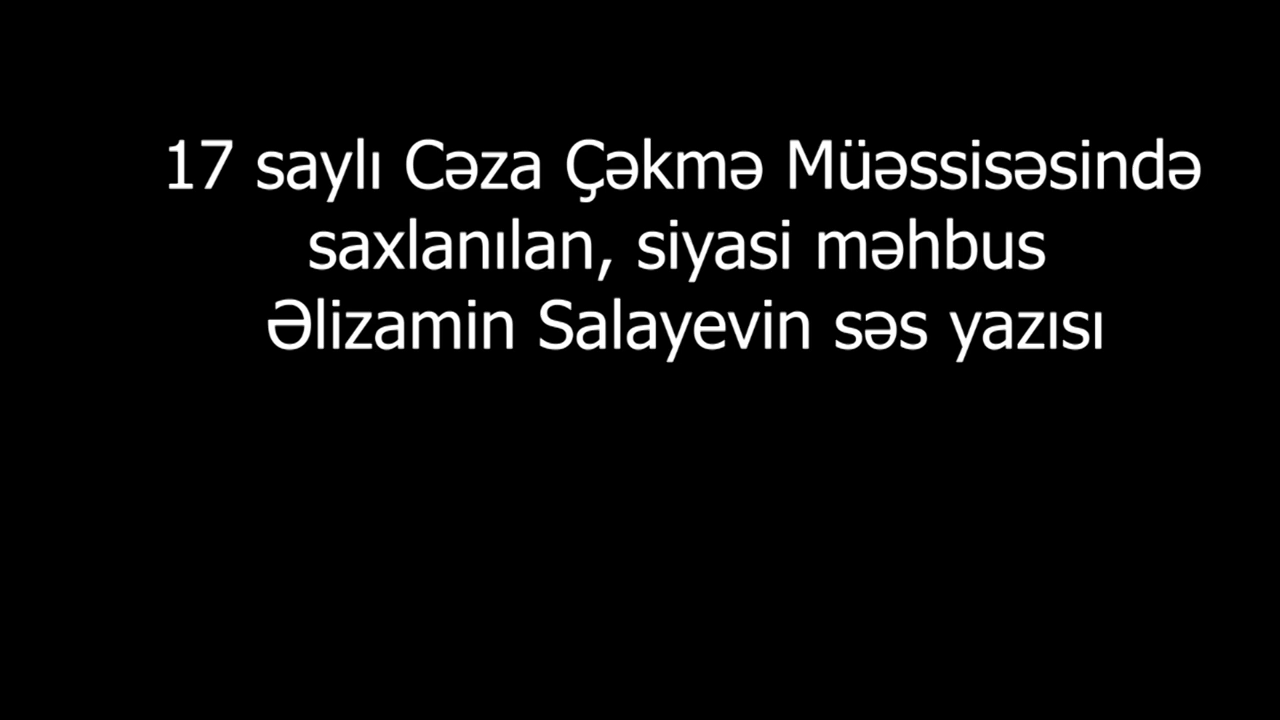 17 saylı Cəza Çəkmə Müəssisəsində
saxlanılan, siyasi məhbus
Əlizamin Salayevin səs yazısı